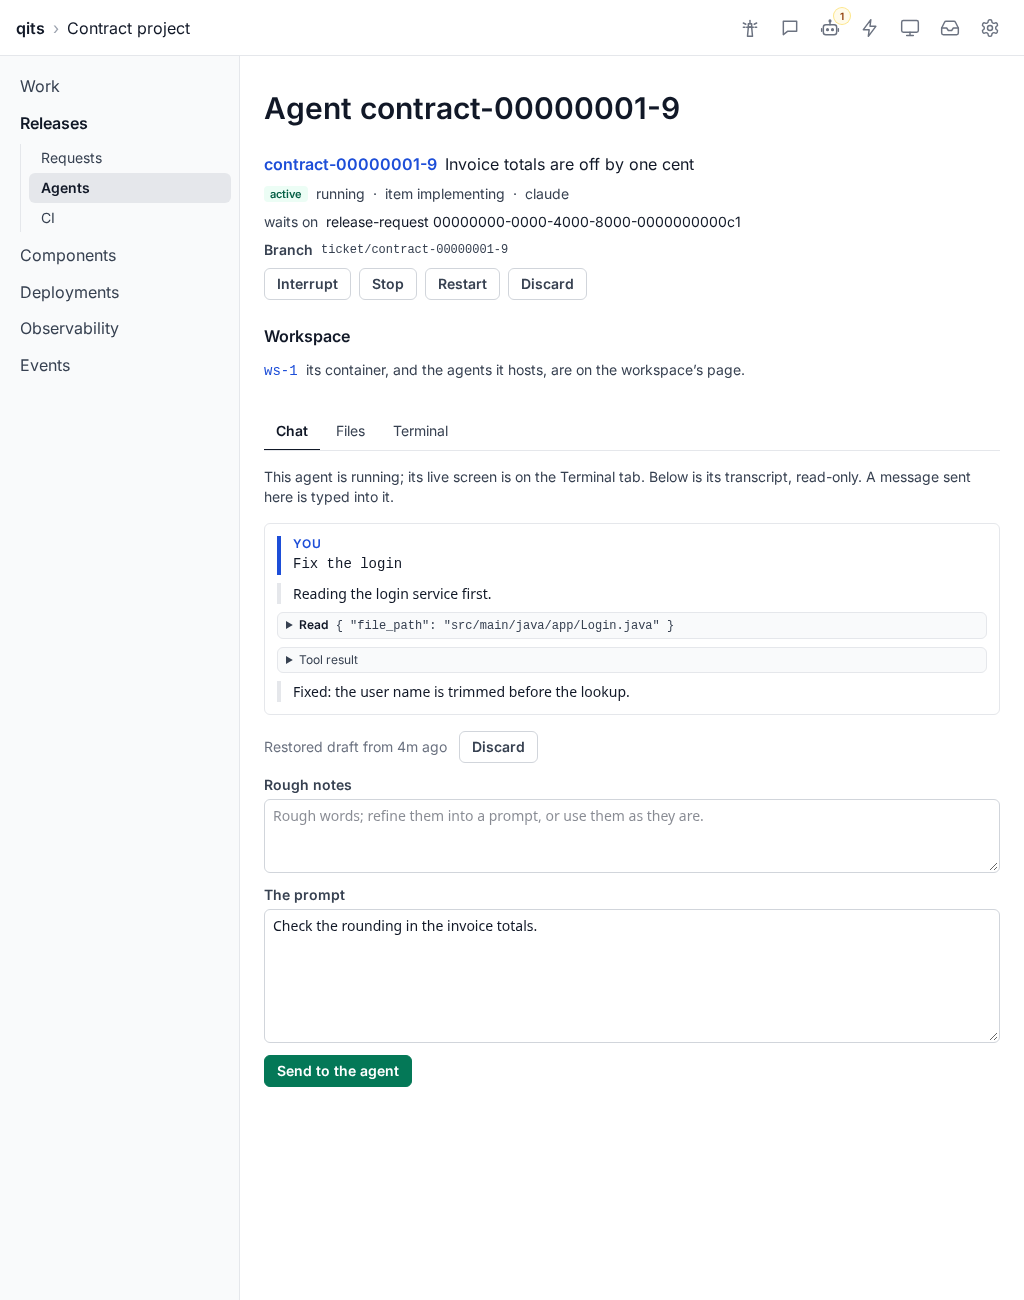 qits › Contract project
1
Work
Releases
Requests
Agents
CI
Components
Deployments
Observability
Events
Agent contract-00000001-9
contract-00000001-9 Invoice totals are off by one cent
active running · item implementing · claude
waits on release-request 00000000-0000-4000-8000-0000000000c1
Branch ticket/contract-00000001-9
Interrupt Stop Restart Discard
Workspace
ws-1 its container, and the agents it hosts, are on the workspace’s page.
Chat Files Terminal
This agent is running; its live screen is on the Terminal tab. Below is its transcript, read-only. A message sent
here is typed into it.
YOU
Fix the login
Reading the login service first.
Read { "file_path": "src/main/java/app/Login.java" }
Tool result
Fixed: the user name is trimmed before the lookup.
Restored draft from 4m ago Discard
Rough notes
Rough words; refine them into a prompt, or use them as they are.
The prompt
Check the rounding in the invoice totals.
Send to the agent